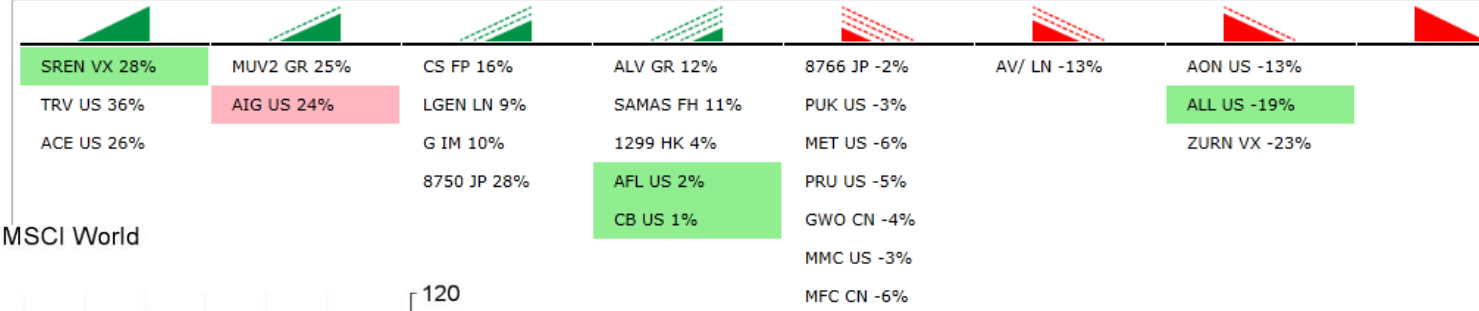 SREN VX 28% MUV2 GR 25% CS FP 16% ALV GR 12% 8766 JP -2% AV/ LN -13% AON US -13%
TRV US 36% AIG US 24% LGEN LN 9% SAMAS FH 11% PUK US -3% ALL US -19%
ACE US 26% G IM 10% 1299 HK 4% MET US -6% ZURN VX -23%
8750 JP 28% AFL US 2% PRU US -5%
CB US 1% GWO CN -4%
MSCI World
MMC US -3%
120
MFC CN -6%